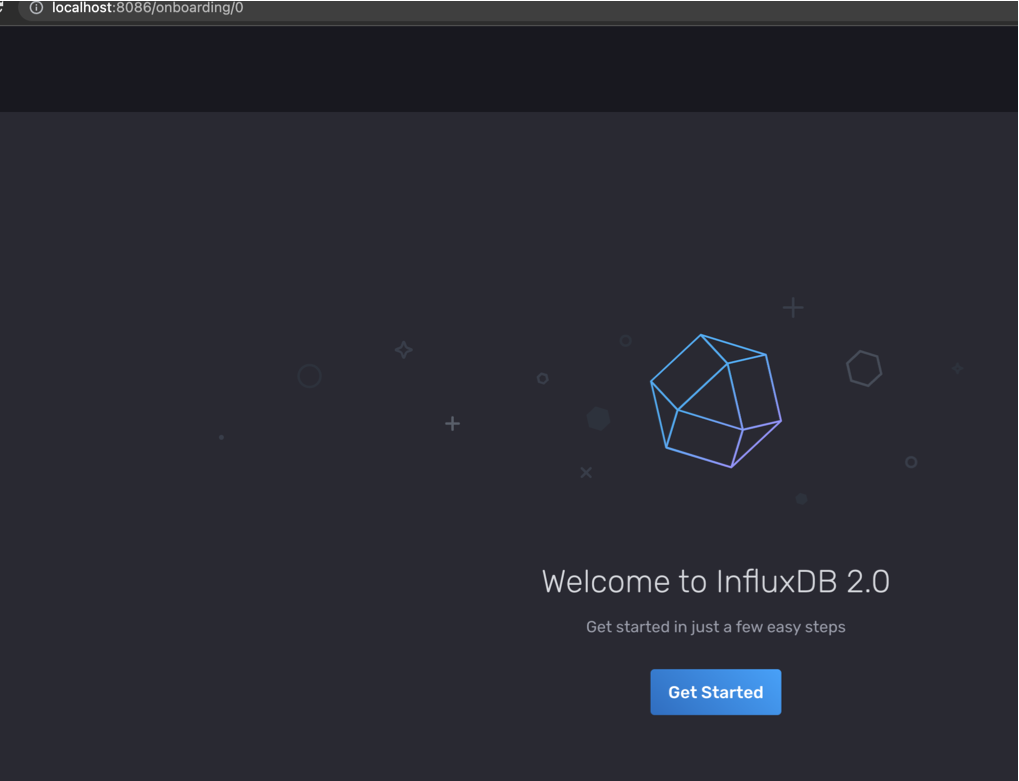 localhost:8086/onboarding/0
Welcome to InfluxDB 2.0
Get started in just a few easy steps
Get Started